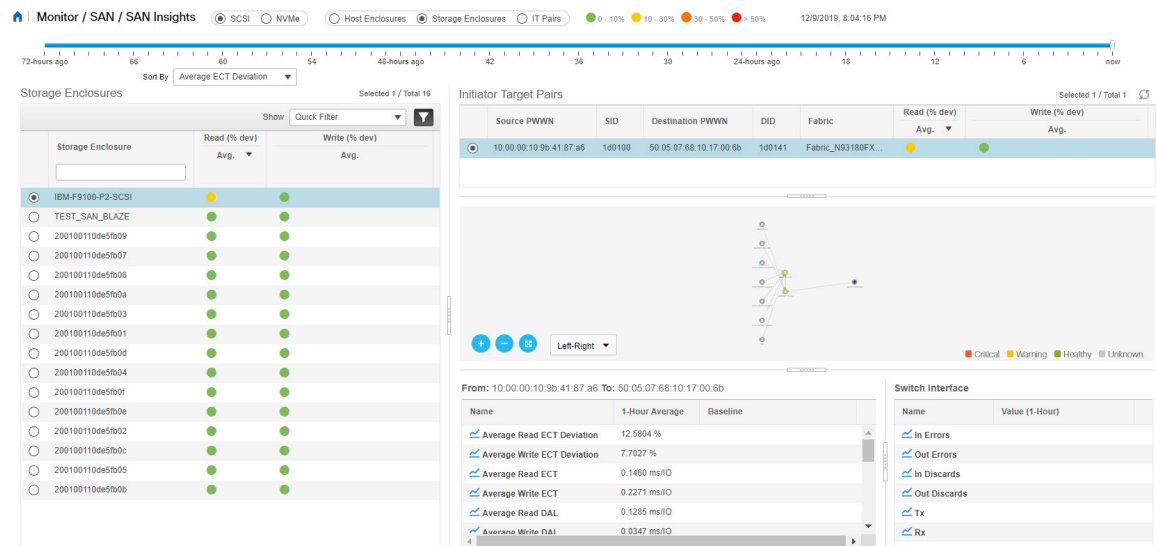 Monitor / SAN / SAN Insights SCSI NVMe Host Enclosures Storage Enclosures IT Pairs 0 - 10% 10 - 30% 30 - 50% > 50% 12/9/2019, 8:04:16 PM
72-hours ago 66 60 54 48-hours ago 42 36 30 24-hours ago 18 12 6 now
Sort By Average ECT Deviation
Storage Enclosures Selected 1 / Total 16
Show Quick Filter
Storage Enclosure Read (% dev) Write (% dev)
Avg. Avg.
IBM-F9100-P2-SCSI
TEST_SAN_BLAZE
200100110de5fb09
200100110de5fb07
200100110de5fb06
200100110de5fb0a
200100110de5fb03
200100110de5fb01
200100110de5fb0d
200100110de5fb04
200100110de5fb0f
200100110de5fb0e
200100110de5fb02
200100110de5fb0c
200100110de5fb05
200100110de5fb0b
Initiator Target Pairs Selected 1 / Total 1
Source PWWN SID Destination PWWN DID Fabric Read (% dev) Write (% dev)
Avg. Avg.
10:00:00:10:9b:41:87:a6 1d0100 50:05:07:68:10:17:00:6b 1d0141 Fabric_N93180FX...
Left-Right
Critical Warning Healthy Unknown
From: 10:00:00:10:9b:41:87:a6 To: 50:05:07:68:10:17:00:6b
Name 1-Hour Average Baseline
Average Read ECT Deviation 12.5804 %
Average Write ECT Deviation 7.7027 %
Average Read ECT 0.1460 ms/IO
Average Write ECT 0.2271 ms/IO
Average Read DAL 0.1285 ms/IO
Average Write DAL 0.0347 ms/IO
Switch Interface
Name Value (1-Hour)
In Errors
Out Errors
In Discards
Out Discards
Tx
Rx